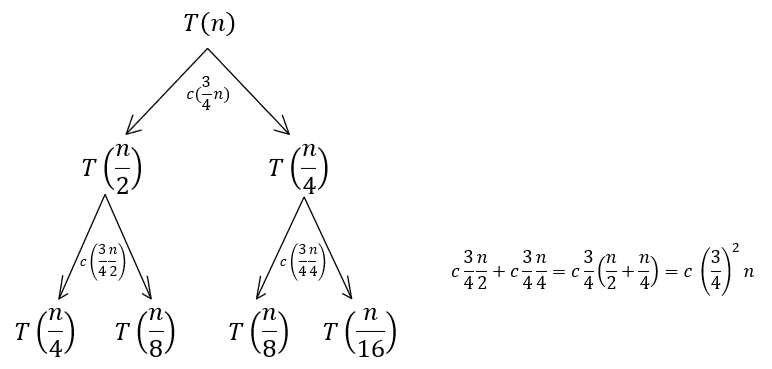 T(n)
c(3/4 n)
T(n/2) T(n/4)
c(3/4 n/2) c(3/4 n/4)
c 3/4 n/2 + c 3/4 n/4 = c 3/4 (n/2 + n/4) = c (3/4)² n
T(n/4) T(n/8) T(n/8) T(n/16)